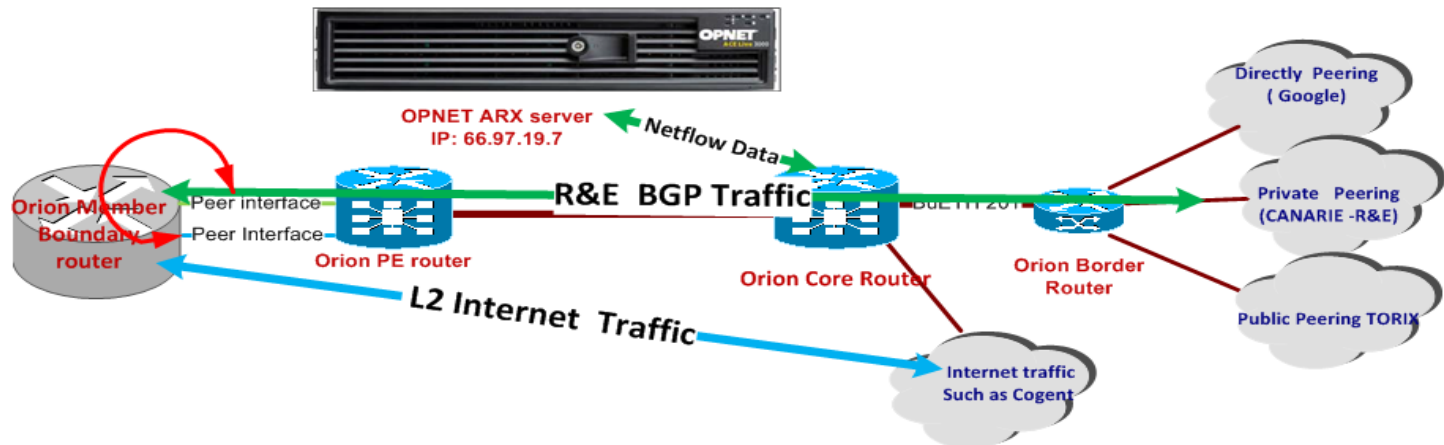 OPNET
ACE Live
OPNET ARX server
IP: 66.97.19.7
Netflow Data
Directly Peering
( Google)
Orion Member
Boundary
router
Peer interface
Peer Interface
R&E BGP Traffic
Private Peering
(CANARIE -R&E)
Orion PE router
Orion Core Router
Orion Border
Router
Public Peering TORIX
L2 Internet Traffic
Internet traffic
Such as Cogent